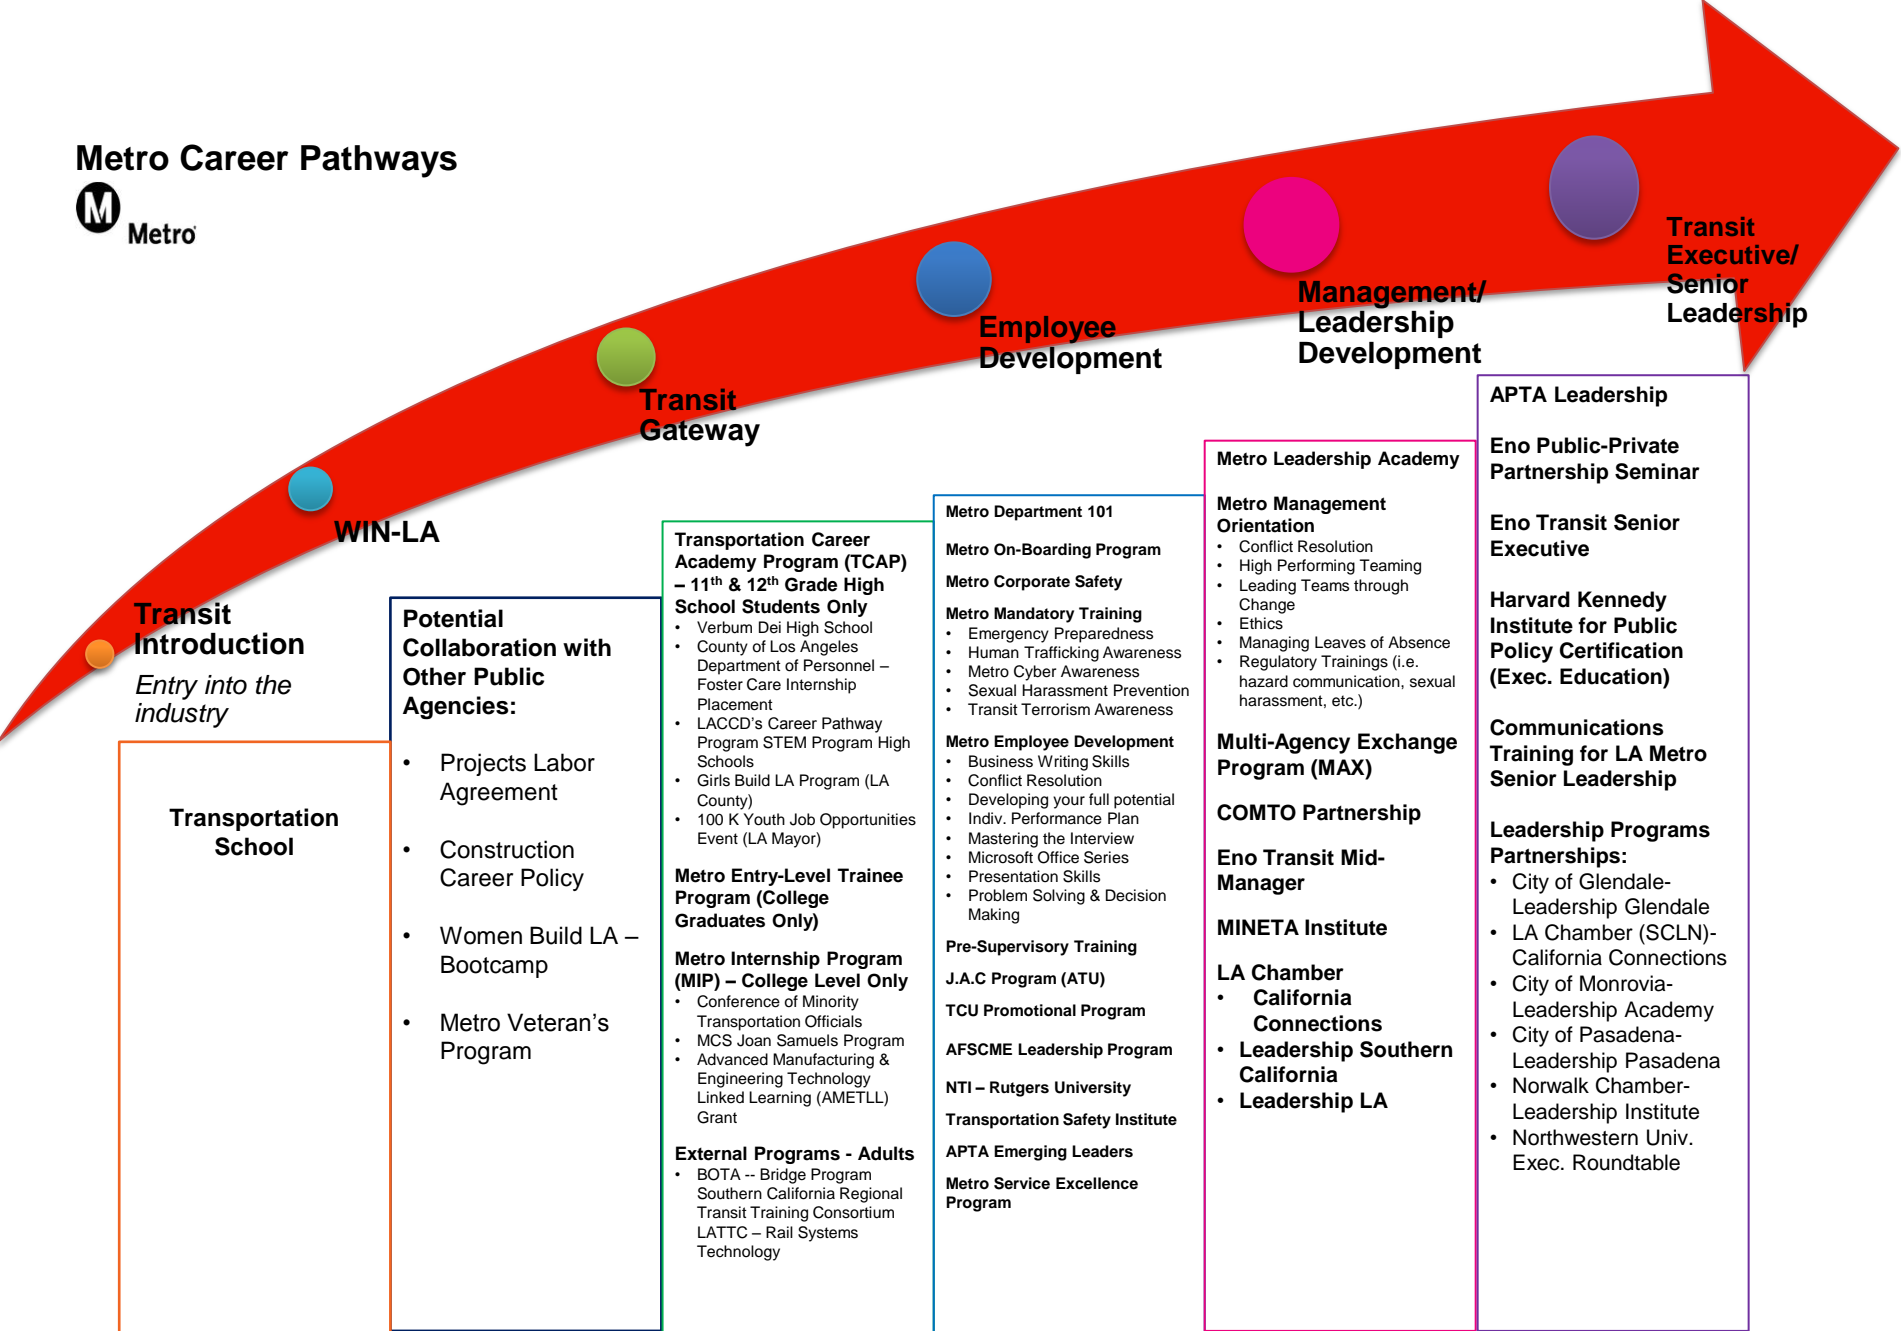 Metro Career Pathways
M
Metro
Transit
Introduction
Entry into the
industry
WIN-LA
Transit
Gateway
Employee
Development
Management/
Leadership
Development
Transit
Executive/
Senior
Leadership
Transportation
School
Potential
Collaboration with
Other Public
Agencies:
• Projects Labor
Agreement
• Construction
Career Policy
• Women Build LA –
Bootcamp
• Metro Veteran’s
Program
Transportation Career
Academy Program (TCAP)
– 11th & 12th Grade High
School Students Only
• Verbum Dei High School
• County of Los Angeles
Department of Personnel –
Foster Care Internship
Placement
• LACCD’s Career Pathway
Program STEM Program High
Schools
• Girls Build LA Program (LA
County)
• 100 K Youth Job Opportunities
Event (LA Mayor)
Metro Entry-Level Trainee
Program (College
Graduates Only)
Metro Internship Program
(MIP) – College Level Only
• Conference of Minority
Transportation Officials
• MCS Joan Samuels Program
• Advanced Manufacturing &
Engineering Technology
Linked Learning (AMETLL)
Grant
External Programs - Adults
• BOTA -- Bridge Program
Southern California Regional
Transit Training Consortium
LATTC – Rail Systems
Technology
Metro Department 101
Metro On-Boarding Program
Metro Corporate Safety
Metro Mandatory Training
• Emergency Preparedness
• Human Trafficking Awareness
• Metro Cyber Awareness
• Sexual Harassment Prevention
• Transit Terrorism Awareness
Metro Employee Development
• Business Writing Skills
• Conflict Resolution
• Developing your full potential
• Indiv. Performance Plan
• Mastering the Interview
• Microsoft Office Series
• Presentation Skills
• Problem Solving & Decision
Making
Pre-Supervisory Training
J.A.C Program (ATU)
TCU Promotional Program
AFSCME Leadership Program
NTI – Rutgers University
Transportation Safety Institute
APTA Emerging Leaders
Metro Service Excellence
Program
Metro Leadership Academy
Metro Management
Orientation
• Conflict Resolution
• High Performing Teaming
• Leading Teams through
Change
• Ethics
• Managing Leaves of Absence
• Regulatory Trainings (i.e.
hazard communication, sexual
harassment, etc.)
Multi-Agency Exchange
Program (MAX)
COMTO Partnership
Eno Transit Mid-
Manager
MINETA Institute
LA Chamber
• California
Connections
• Leadership Southern
California
• Leadership LA
APTA Leadership
Eno Public-Private
Partnership Seminar
Eno Transit Senior
Executive
Harvard Kennedy
Institute for Public
Policy Certification
(Exec. Education)
Communications
Training for LA Metro
Senior Leadership
Leadership Programs
Partnerships:
• City of Glendale-
Leadership Glendale
• LA Chamber (SCLN)-
California Connections
• City of Monrovia-
Leadership Academy
• City of Pasadena-
Leadership Pasadena
• Norwalk Chamber-
Leadership Institute
• Northwestern Univ.
Exec. Roundtable